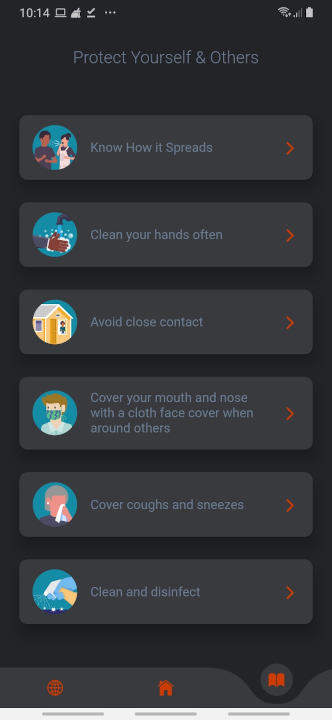 10:14
Protect Yourself & Others
Know How it Spreads
Clean your hands often
Avoid close contact
Cover your mouth and nose
with a cloth face cover when
around others
Cover coughs and sneezes
Clean and disinfect